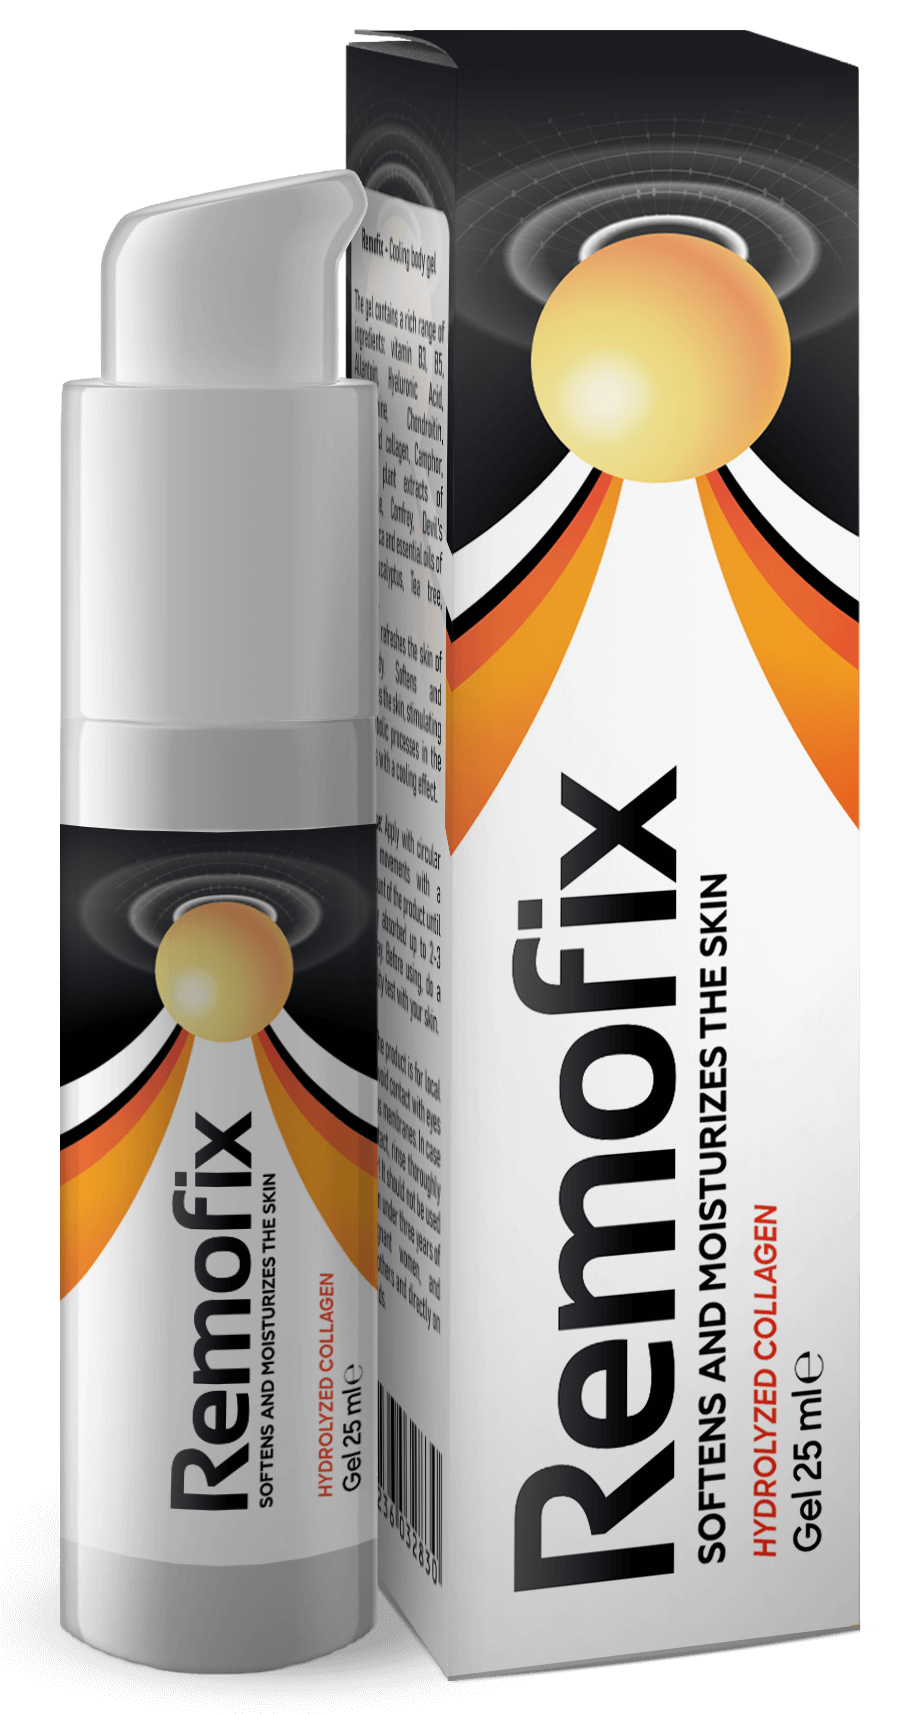 Remofix - Cooling body gel
The gel contains a rich range of
ingredients: vitamin B3, B5,
Hyaluronic Acid,
Chondroitin,
collagen, Camphor,
plant extracts of
Comfrey, Devil's
and essential oils of
Tea tree,
refreshes the skin of
Softens and
the skin, stimulating
processes in the
with a cooling effect.
Apply with circular
movements with a
of the product until
absorbed up to 2-3
Before using, do a
test with your skin.
product is for local
contact with eyes
membranes. In case
rinse thoroughly
It should not be used
under three years of
women, and
and directly on
032830
Remofix
SOFTENS AND MOISTURIZES THE SKIN
HYDROLYZED COLLAGEN
Gel 25 ml ℮
Remofix
SOFTENS AND MOISTURIZES THE SKIN
HYDROLYZED COLLAGEN
Gel 25 ml ℮